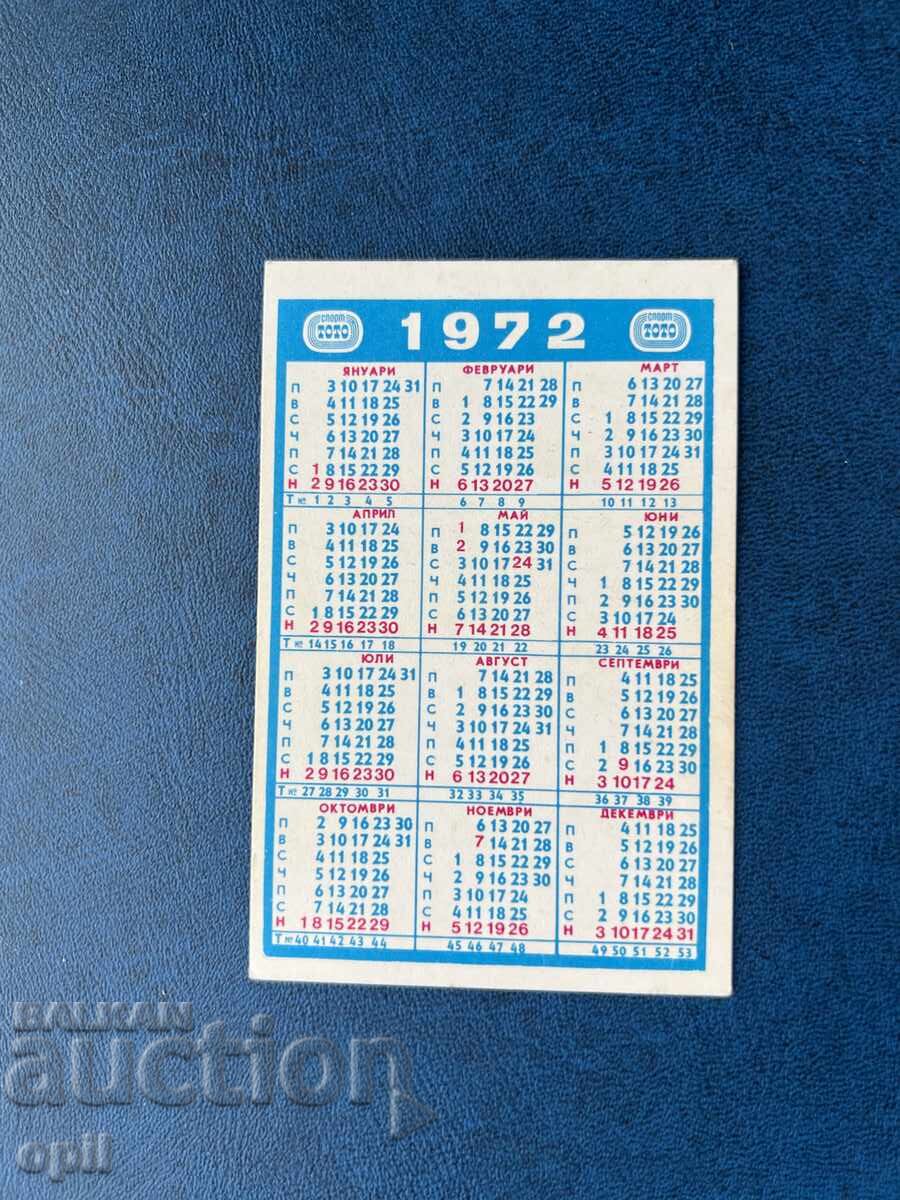 спорт ТОТО 1972 спорт ТОТО
ЯНУАРИ ФЕВРУАРИ МАРТ
П 3 10 17 24 31 П 7 14 21 28 П 6 13 20 27
В 4 11 18 25 В 1 8 15 22 29 В 7 14 21 28
С 5 12 19 26 С 2 9 16 23 С 1 8 15 22 29
Ч 6 13 20 27 Ч 3 10 17 24 Ч 2 9 16 23 30
П 7 14 21 28 П 4 11 18 25 П 3 10 17 24 31
С 1 8 15 22 29 С 5 12 19 26 С 4 11 18 25
Н 2 9 16 23 30 Н 6 13 20 27 Н 5 12 19 26
Т № 1 2 3 4 5 6 7 8 9 10 11 12 13
АПРИЛ МАЙ ЮНИ
П 3 10 17 24 П 1 8 15 22 29 П 5 12 19 26
В 4 11 18 25 В 2 9 16 23 30 В 6 13 20 27
С 5 12 19 26 С 3 10 17 24 31 С 7 14 21 28
Ч 6 13 20 27 Ч 4 11 18 25 Ч 1 8 15 22 29
П 7 14 21 28 П 5 12 19 26 П 2 9 16 23 30
С 1 8 15 22 29 С 6 13 20 27 С 3 10 17 24
Н 2 9 16 23 30 Н 7 14 21 28 Н 4 11 18 25
Т № 14 15 16 17 18 19 20 21 22 23 24 25 26
ЮЛИ АВГУСТ СЕПТЕМВРИ
П 3 10 17 24 31 П 7 14 21 28 П 4 11 18 25
В 4 11 18 25 В 1 8 15 22 29 В 5 12 19 26
С 5 12 19 26 С 2 9 16 23 30 С 6 13 20 27
Ч 6 13 20 27 Ч 3 10 17 24 31 Ч 7 14 21 28
П 7 14 21 28 П 4 11 18 25 П 1 8 15 22 29
С 1 8 15 22 29 С 5 12 19 26 С 2 9 16 23 30
Н 2 9 16 23 30 Н 6 13 20 27 Н 3 10 17 24
Т № 27 28 29 30 31 32 33 34 35 36 37 38 39
ОКТОМВРИ НОЕМВРИ ДЕКЕМВРИ
П 2 9 16 23 30 П 6 13 20 27 П 4 11 18 25
В 3 10 17 24 31 В 7 14 21 28 В 5 12 19 26
С 4 11 18 25 С 1 8 15 22 29 С 6 13 20 27
Ч 5 12 19 26 Ч 2 9 16 23 30 Ч 7 14 21 28
П 6 13 20 27 П 3 10 17 24 П 1 8 15 22 29
С 7 14 21 28 С 4 11 18 25 С 2 9 16 23 30
Н 1 8 15 22 29 Н 5 12 19 26 Н 3 10 17 24 31
Т № 40 41 42 43 44 45 46 47 48 49 50 51 52 53
BALKAN
auction
opil